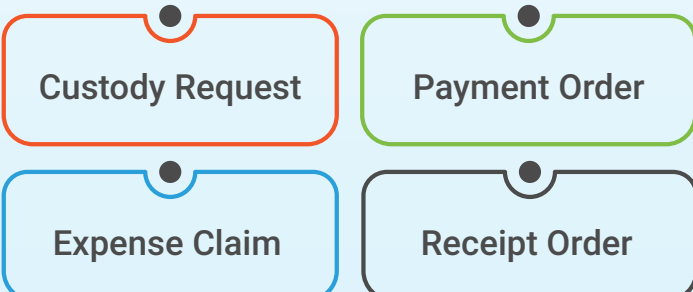 Custody Request
Payment Order
Expense Claim
Receipt Order